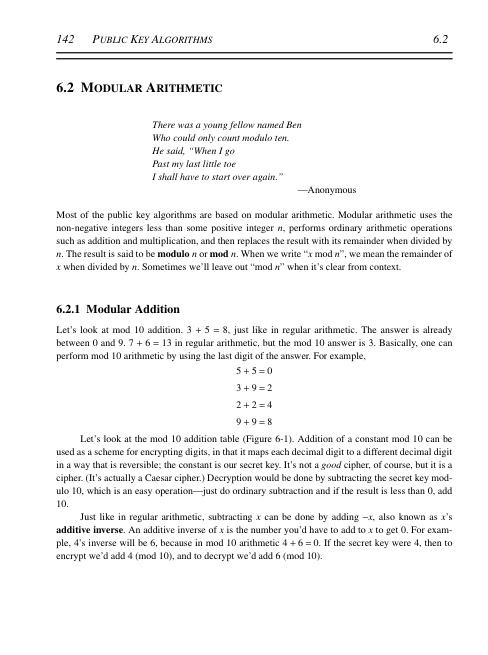 142 PUBLIC KEY ALGORITHMS 6.2
6.2 MODULAR ARITHMETIC
There was a young fellow named Ben
Who could only count modulo ten.
He said, “When I go
Past my last little toe
I shall have to start over again.”
—Anonymous
Most of the public key algorithms are based on modular arithmetic. Modular arithmetic uses the
non-negative integers less than some positive integer n, performs ordinary arithmetic operations
such as addition and multiplication, and then replaces the result with its remainder when divided by
n. The result is said to be modulo n or mod n. When we write “x mod n”, we mean the remainder of
x when divided by n. Sometimes we’ll leave out “mod n” when it’s clear from context.
6.2.1 Modular Addition
Let’s look at mod 10 addition. 3 + 5 = 8, just like in regular arithmetic. The answer is already
between 0 and 9. 7 + 6 = 13 in regular arithmetic, but the mod 10 answer is 3. Basically, one can
perform mod 10 arithmetic by using the last digit of the answer. For example,
5 + 5 = 0
3 + 9 = 2
2 + 2 = 4
9 + 9 = 8
Let’s look at the mod 10 addition table (Figure 6-1). Addition of a constant mod 10 can be
used as a scheme for encrypting digits, in that it maps each decimal digit to a different decimal digit
in a way that is reversible; the constant is our secret key. It’s not a good cipher, of course, but it is a
cipher. (It’s actually a Caesar cipher.) Decryption would be done by subtracting the secret key mod-
ulo 10, which is an easy operation—just do ordinary subtraction and if the result is less than 0, add
10.
Just like in regular arithmetic, subtracting x can be done by adding −x, also known as x’s
additive inverse. An additive inverse of x is the number you’d have to add to x to get 0. For exam-
ple, 4’s inverse will be 6, because in mod 10 arithmetic 4 + 6 = 0. If the secret key were 4, then to
encrypt we’d add 4 (mod 10), and to decrypt we’d add 6 (mod 10).